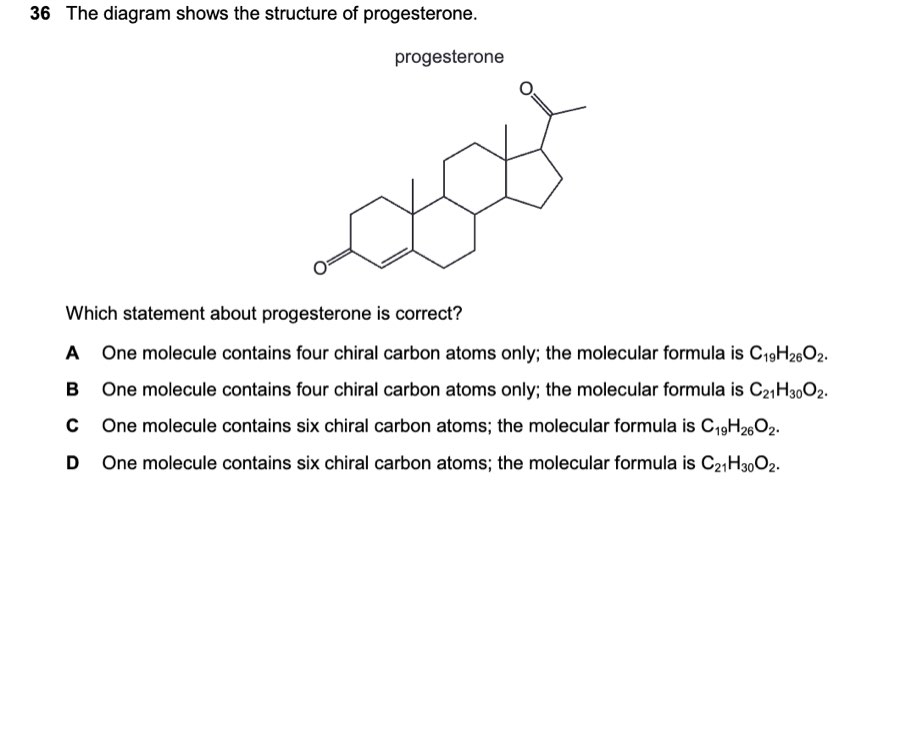 36 The diagram shows the structure of progesterone.
progesterone
O
O
Which statement about progesterone is correct?
A One molecule contains four chiral carbon atoms only; the molecular formula is C₁₉H₂₆O₂.
B One molecule contains four chiral carbon atoms only; the molecular formula is C₂₁H₃₀O₂.
C One molecule contains six chiral carbon atoms; the molecular formula is C₁₉H₂₆O₂.
D One molecule contains six chiral carbon atoms; the molecular formula is C₂₁H₃₀O₂.